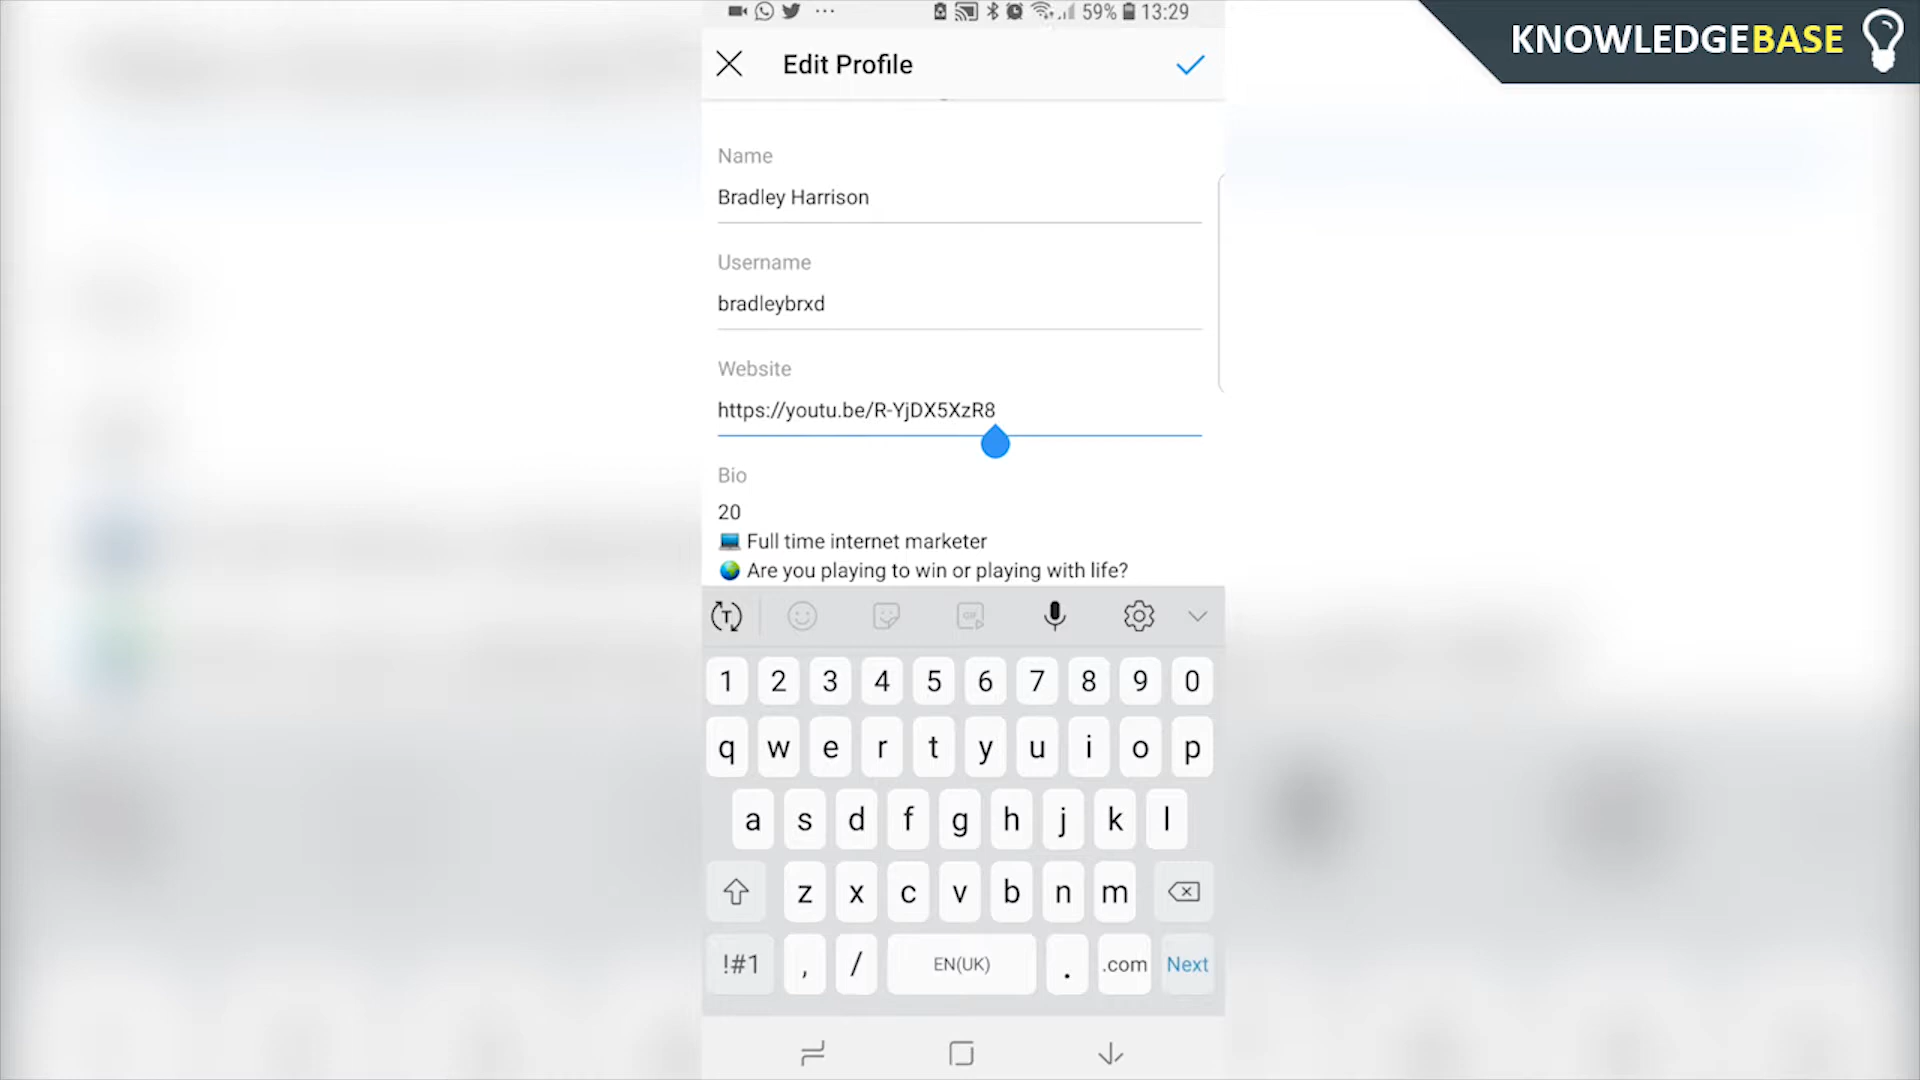 59% 13:29
KNOWLEDGEBASE
Edit Profile
Name
Bradley Harrison
Username
bradleybrxd
Website
https://youtu.be/R-YjDX5XzR8
Bio
20
Full time internet marketer
Are you playing to win or playing with life?
T GIF
1 2 3 4 5 6 7 8 9 0
q w e r t y u i o p
a s d f g h j k l
z x c v b n m
!#1 , / EN(UK) . .com Next